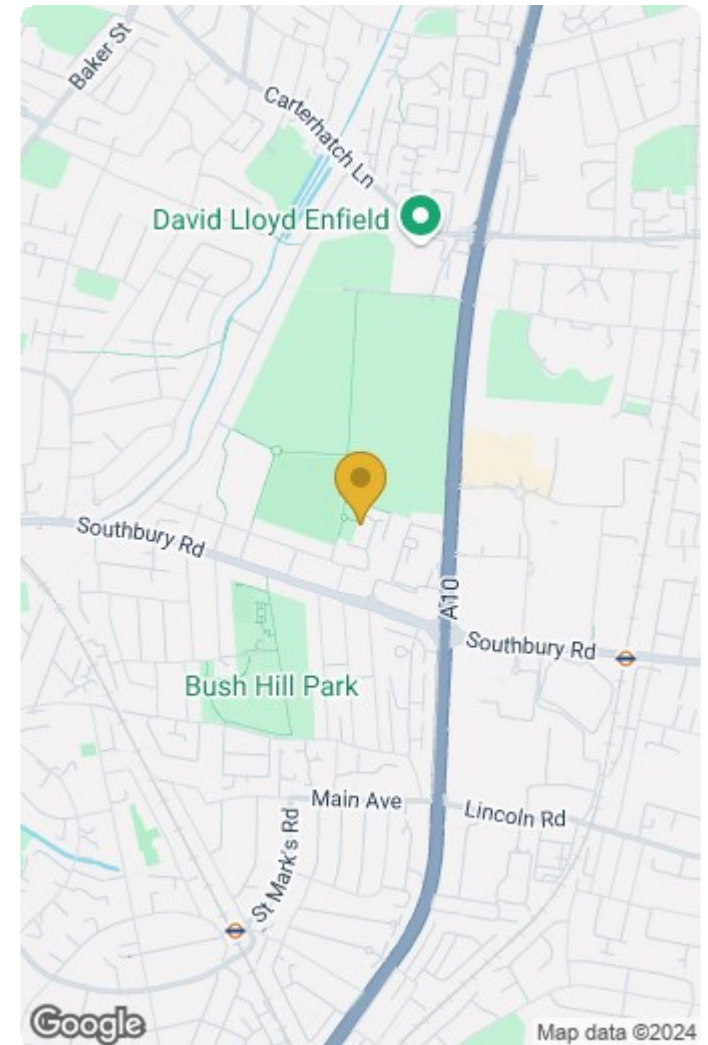 Baker St
Carterhatch Ln
David Lloyd Enfield
Southbury Rd
A10
Southbury Rd
Bush Hill Park
Main Ave
Lincoln Rd
St Mark's Rd
Google
Map data ©2024